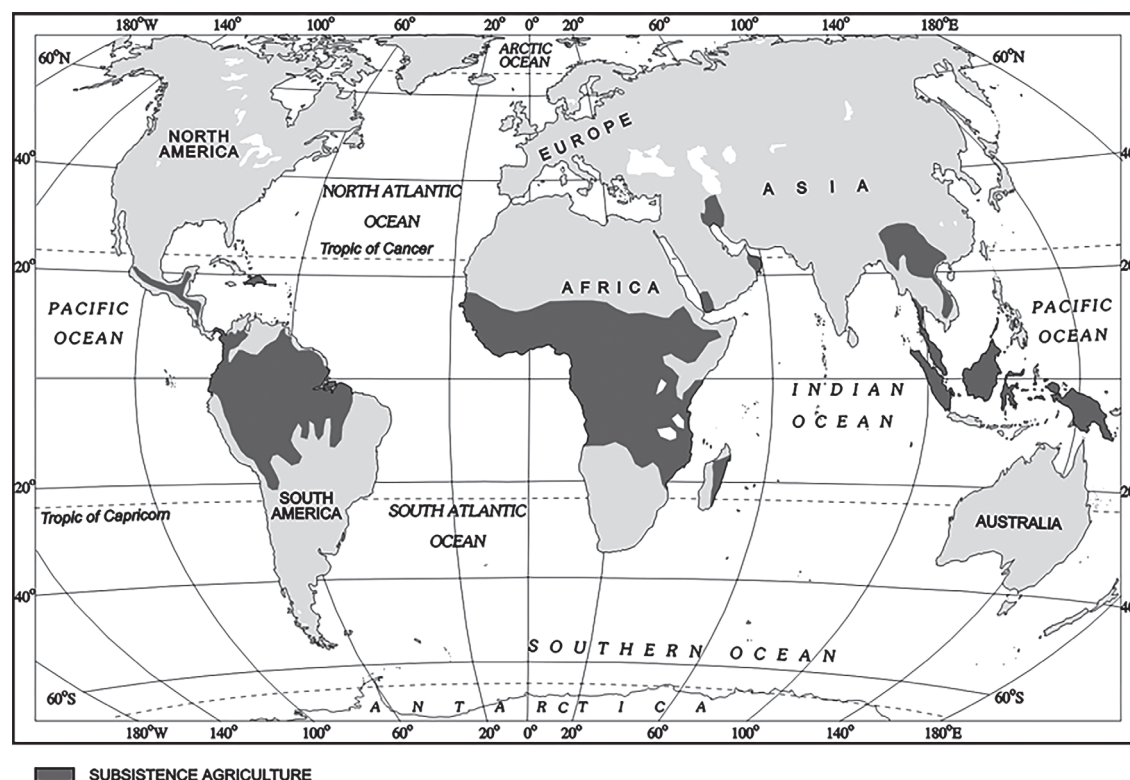 180°W 140° 100° 60° 20° 0° 20° 60° 100° 140° 180°E
ARCTIC
OCEAN
60°N
60°N
NORTH
AMERICA
EUROPE
ASIA
40°
40
NORTH ATLANTIC
OCEAN
Tropic of Cancer
20°
20
AFRICA
PACIFIC
OCEAN
PACIFIC
OCEAN
INDIAN
OCEAN
20°
20
SOUTH
AMERICA
Tropic of Capricorn
SOUTH ATLANTIC
OCEAN
AUSTRALIA
40°
40
SOUTHERN OCEAN
60°S
60°S
ANTARCTICA
180°W 140° 100° 60° 20° 0° 20° 60° 100° 140° 180°E
SUBSISTENCE AGRICULTURE